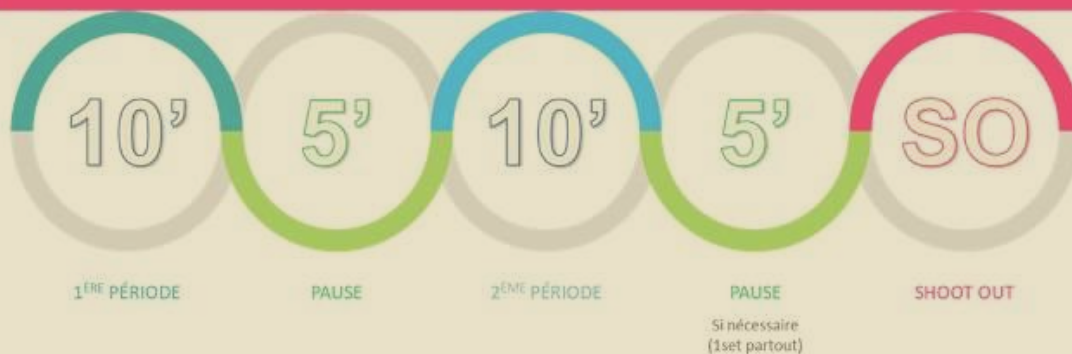 10’ 5’ 10’ 5’ SO
1ÈRE PÉRIODE PAUSE 2ÈME PÉRIODE PAUSE SHOOT OUT
Si nécessaire
(1set partout)